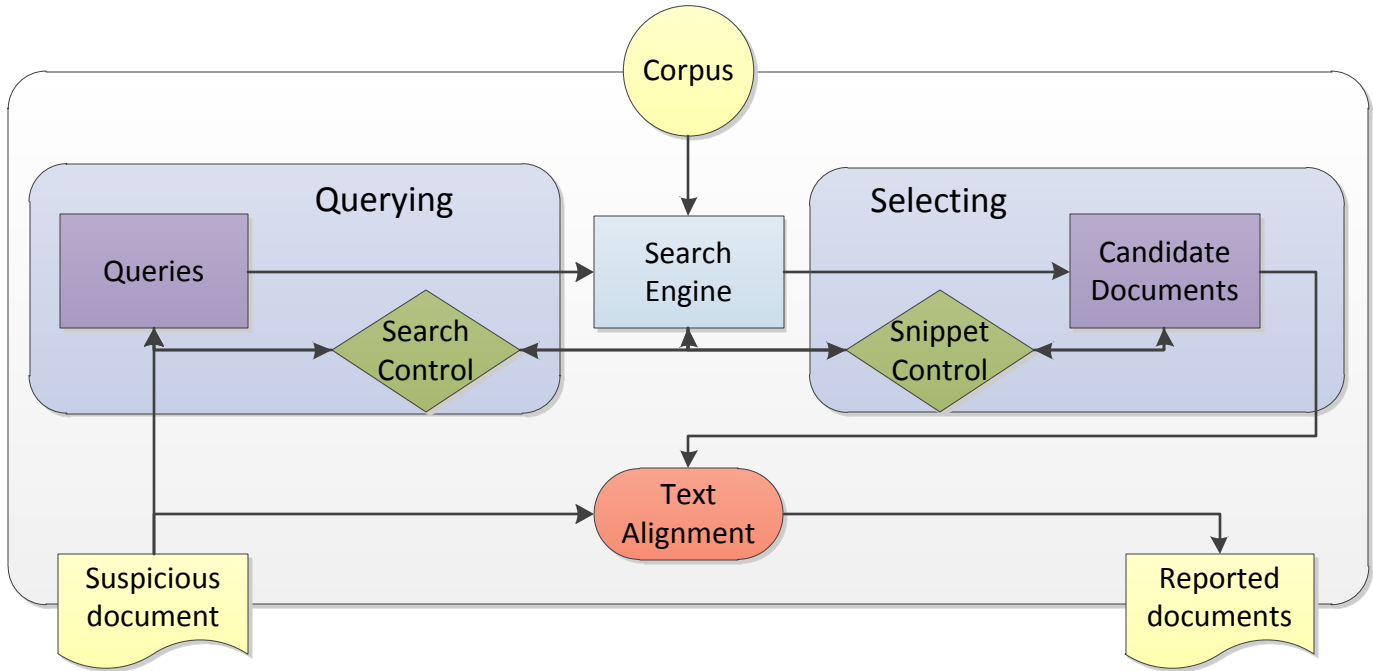 Corpus
Querying
Selecting
Queries
Search
Engine
Candidate
Documents
Search
Control
Snippet
Control
Text
Alignment
Suspicious
document
Reported
documents